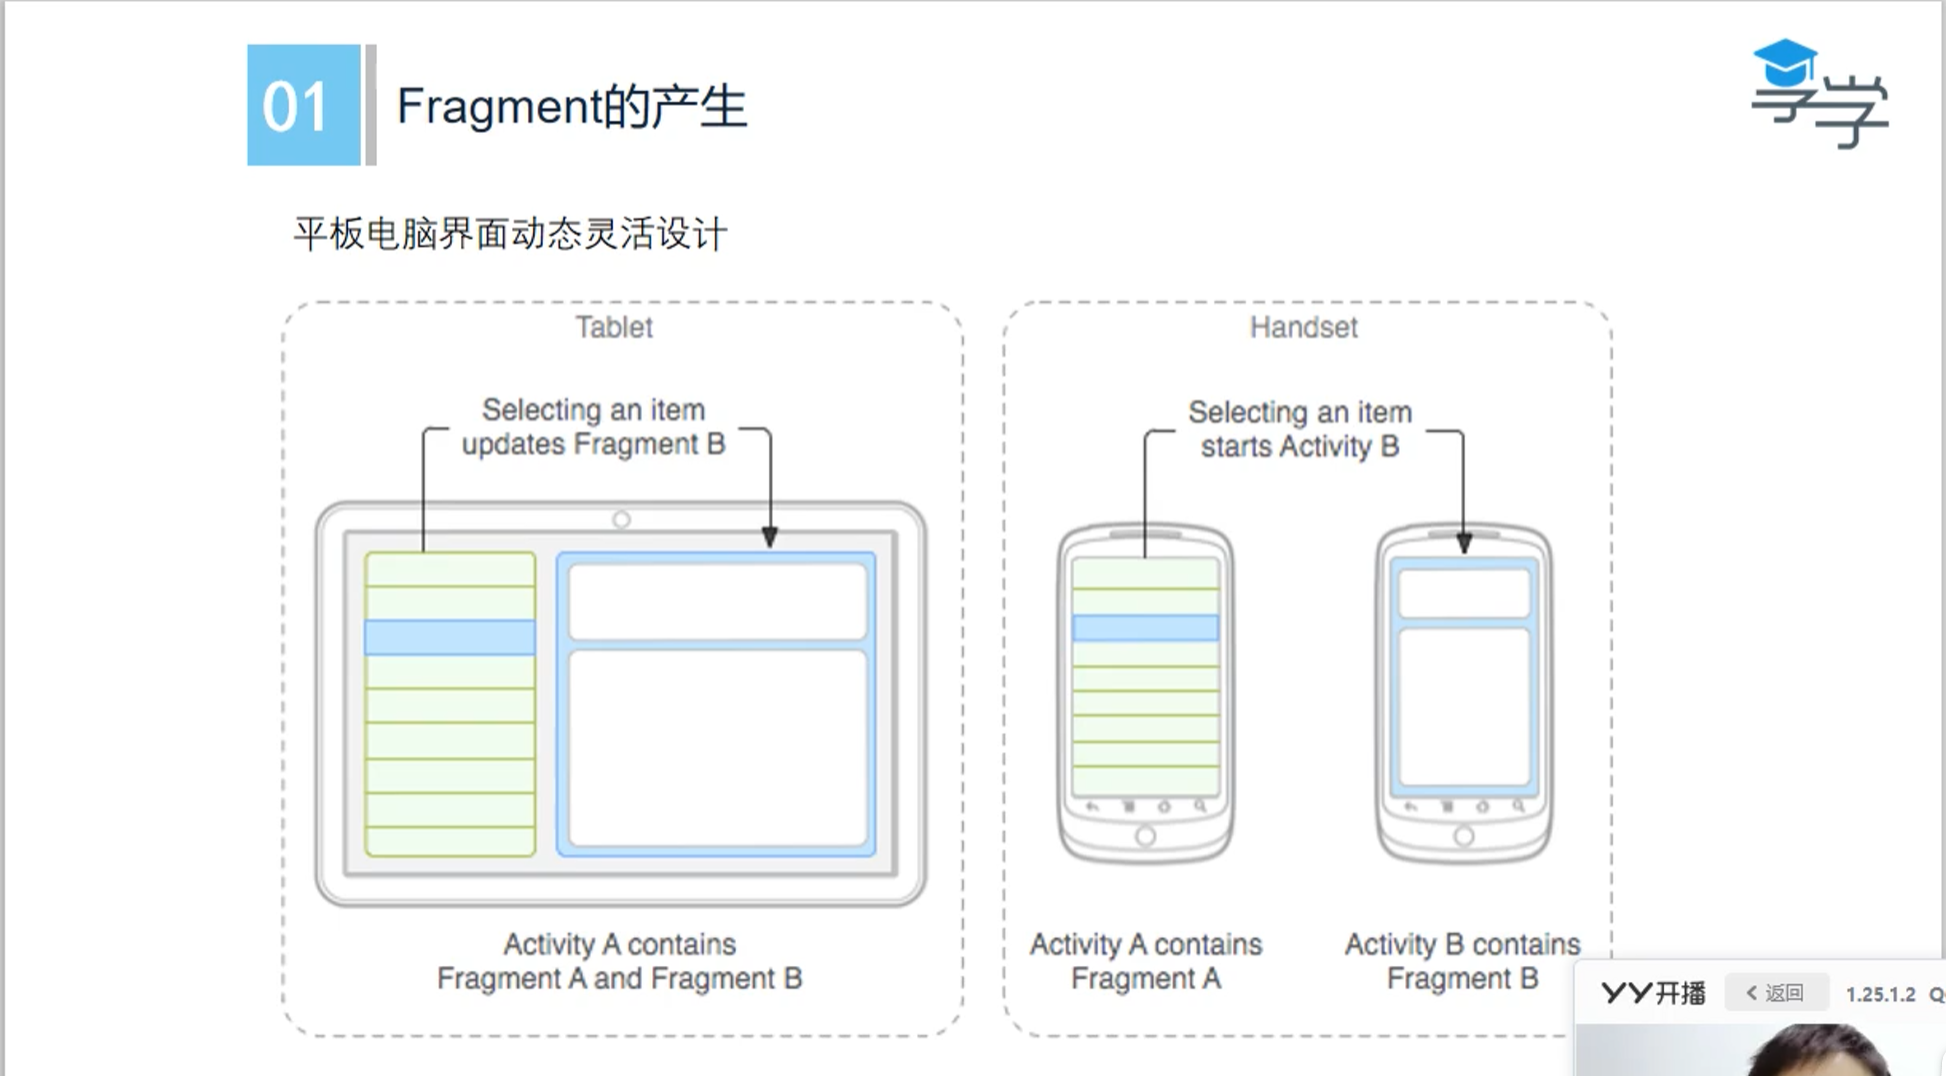 01
Fragment的产生
享学
平板电脑界面动态灵活设计
Tablet
Selecting an item
updates Fragment B
Activity A contains
Fragment A and Fragment B
Handset
Selecting an item
starts Activity B
Activity A contains
Fragment A
Activity B contains
Fragment B
YY开播
返回
1.25.1.2